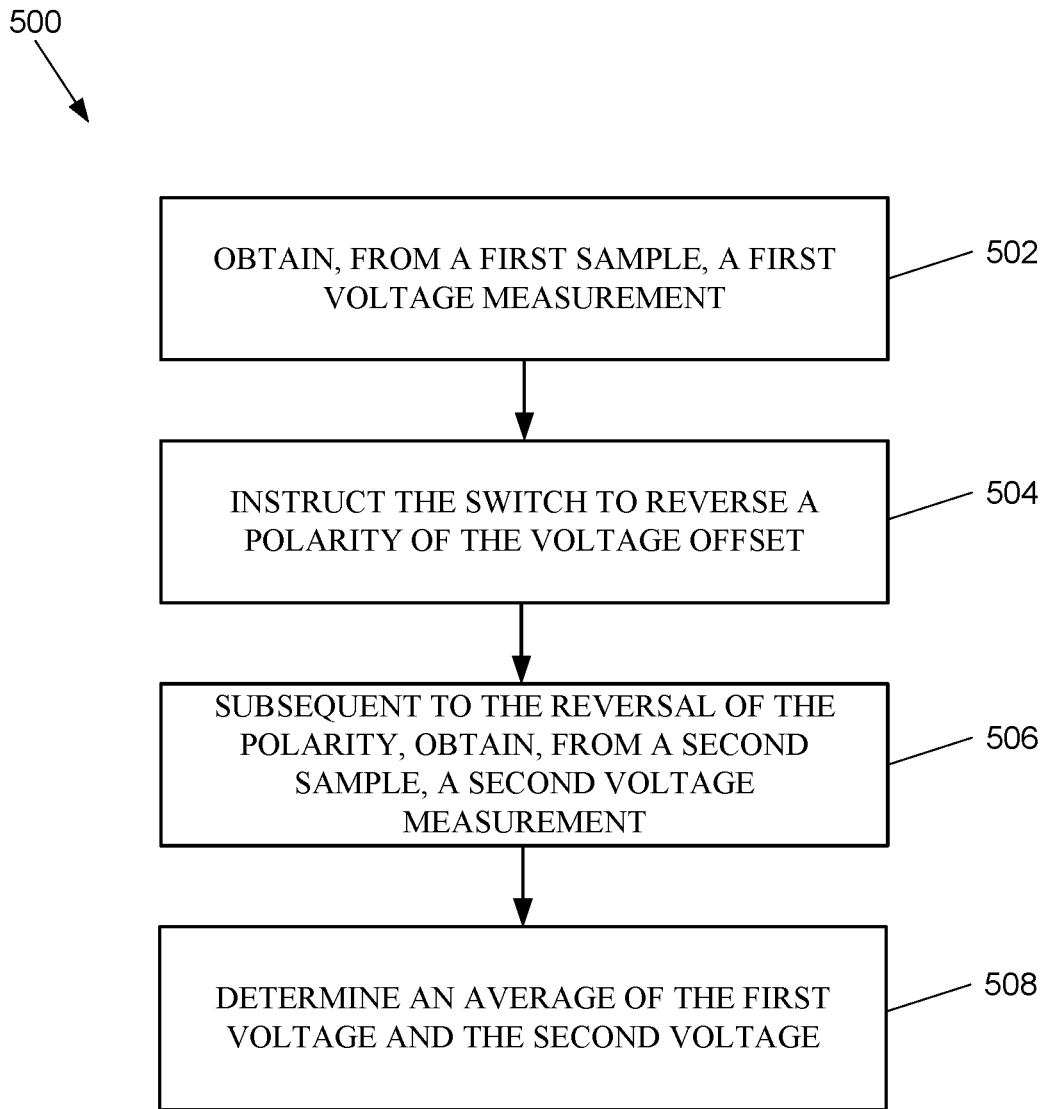 500
OBTAIN, FROM A FIRST SAMPLE, A FIRST
VOLTAGE MEASUREMENT
502
INSTRUCT THE SWITCH TO REVERSE A
POLARITY OF THE VOLTAGE OFFSET
504
SUBSEQUENT TO THE REVERSAL OF THE
POLARITY, OBTAIN, FROM A SECOND
SAMPLE, A SECOND VOLTAGE
MEASUREMENT
506
DETERMINE AN AVERAGE OF THE FIRST
VOLTAGE AND THE SECOND VOLTAGE
508